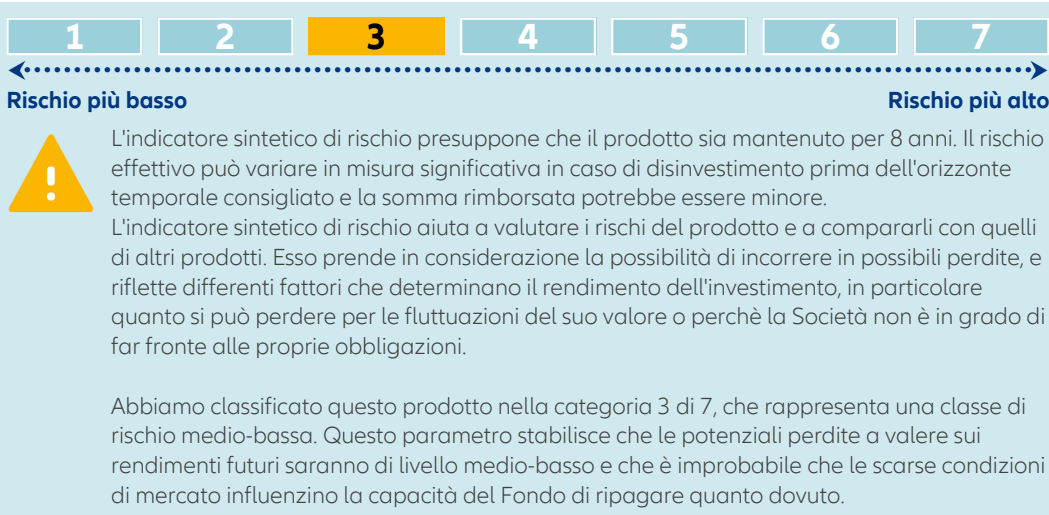 1 2 3 4 5 6 7
Rischio più basso Rischio più alto
L'indicatore sintetico di rischio presuppone che il prodotto sia mantenuto per 8 anni. Il rischio
effettivo può variare in misura significativa in caso di disinvestimento prima dell'orizzonte
temporale consigliato e la somma rimborsata potrebbe essere minore.
L'indicatore sintetico di rischio aiuta a valutare i rischi del prodotto e a compararli con quelli
di altri prodotti. Esso prende in considerazione la possibilità di incorrere in possibili perdite, e
riflette differenti fattori che determinano il rendimento dell'investimento, in particolare
quanto si può perdere per le fluttuazioni del suo valore o perchè la Società non è in grado di
far fronte alle proprie obbligazioni.
Abbiamo classificato questo prodotto nella categoria 3 di 7, che rappresenta una classe di
rischio medio-bassa. Questo parametro stabilisce che le potenziali perdite a valere sui
rendimenti futuri saranno di livello medio-basso e che è improbabile che le scarse condizioni
di mercato influenzino la capacità del Fondo di ripagare quanto dovuto.